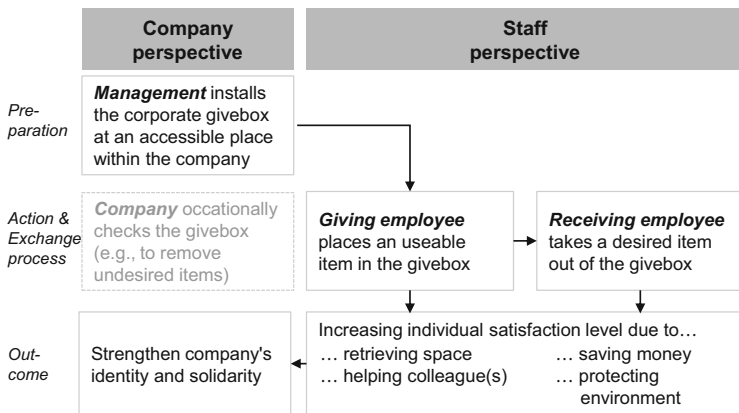 Company
perspective
Staff
perspective
Pre-
paration
Management installs
the corporate givebox
at an accessible place
within the company
Action &
Exchange
process
Company occationally
checks the givebox
(e.g., to remove
undesired items)
Giving employee
places an useable
item in the givebox
Receiving employee
takes a desired item
out of the givebox
Out-
come
Strengthen company's
identity and solidarity
Increasing individual satisfaction level due to…
… retrieving space
… helping colleague(s)
… saving money
… protecting
environment